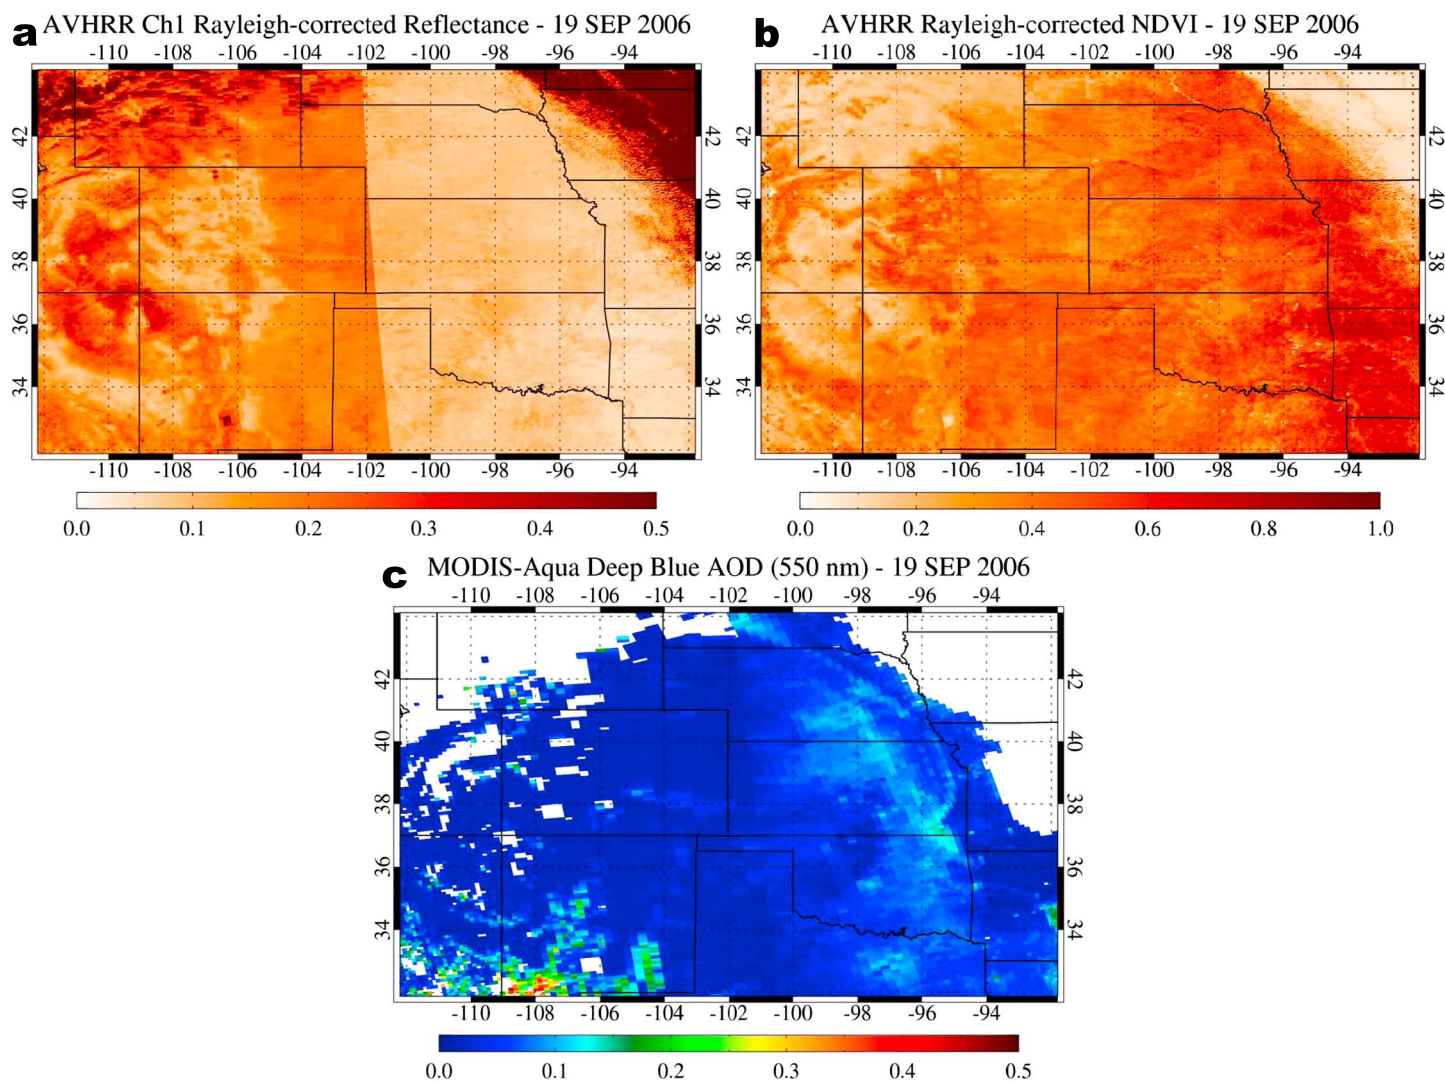 a AVHRR Ch1 Rayleigh-corrected Reflectance - 19 SEP 2006
-110 -108 -106 -104 -102 -100 -98 -96 -94
42 42
40 40
38 38
36 36
34 34
-110 -108 -106 -104 -102 -100 -98 -96 -94
0.0 0.1 0.2 0.3 0.4 0.5
b AVHRR Rayleigh-corrected NDVI - 19 SEP 2006
-110 -108 -106 -104 -102 -100 -98 -96 -94
42 42
40 40
38 38
36 36
34 34
-110 -108 -106 -104 -102 -100 -98 -96 -94
0.0 0.2 0.4 0.6 0.8 1.0
c MODIS-Aqua Deep Blue AOD (550 nm) - 19 SEP 2006
-110 -108 -106 -104 -102 -100 -98 -96 -94
42 42
40 40
38 38
36 36
34 34
-110 -108 -106 -104 -102 -100 -98 -96 -94
0.0 0.1 0.2 0.3 0.4 0.5